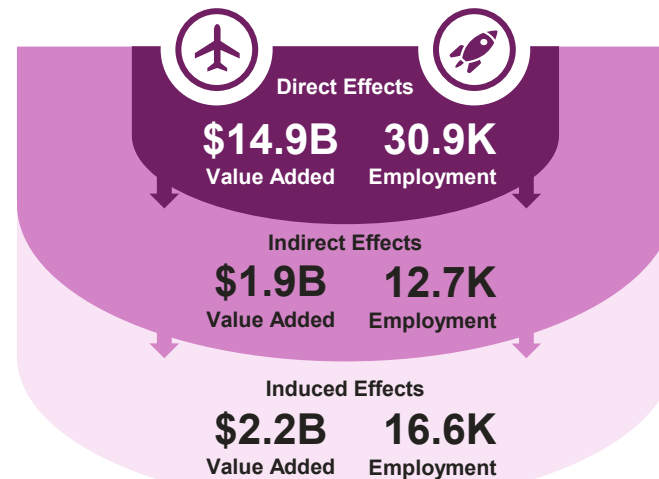 Direct Effects
$14.9B 30.9K
Value Added Employment
Indirect Effects
$1.9B 12.7K
Value Added Employment
Induced Effects
$2.2B 16.6K
Value Added Employment